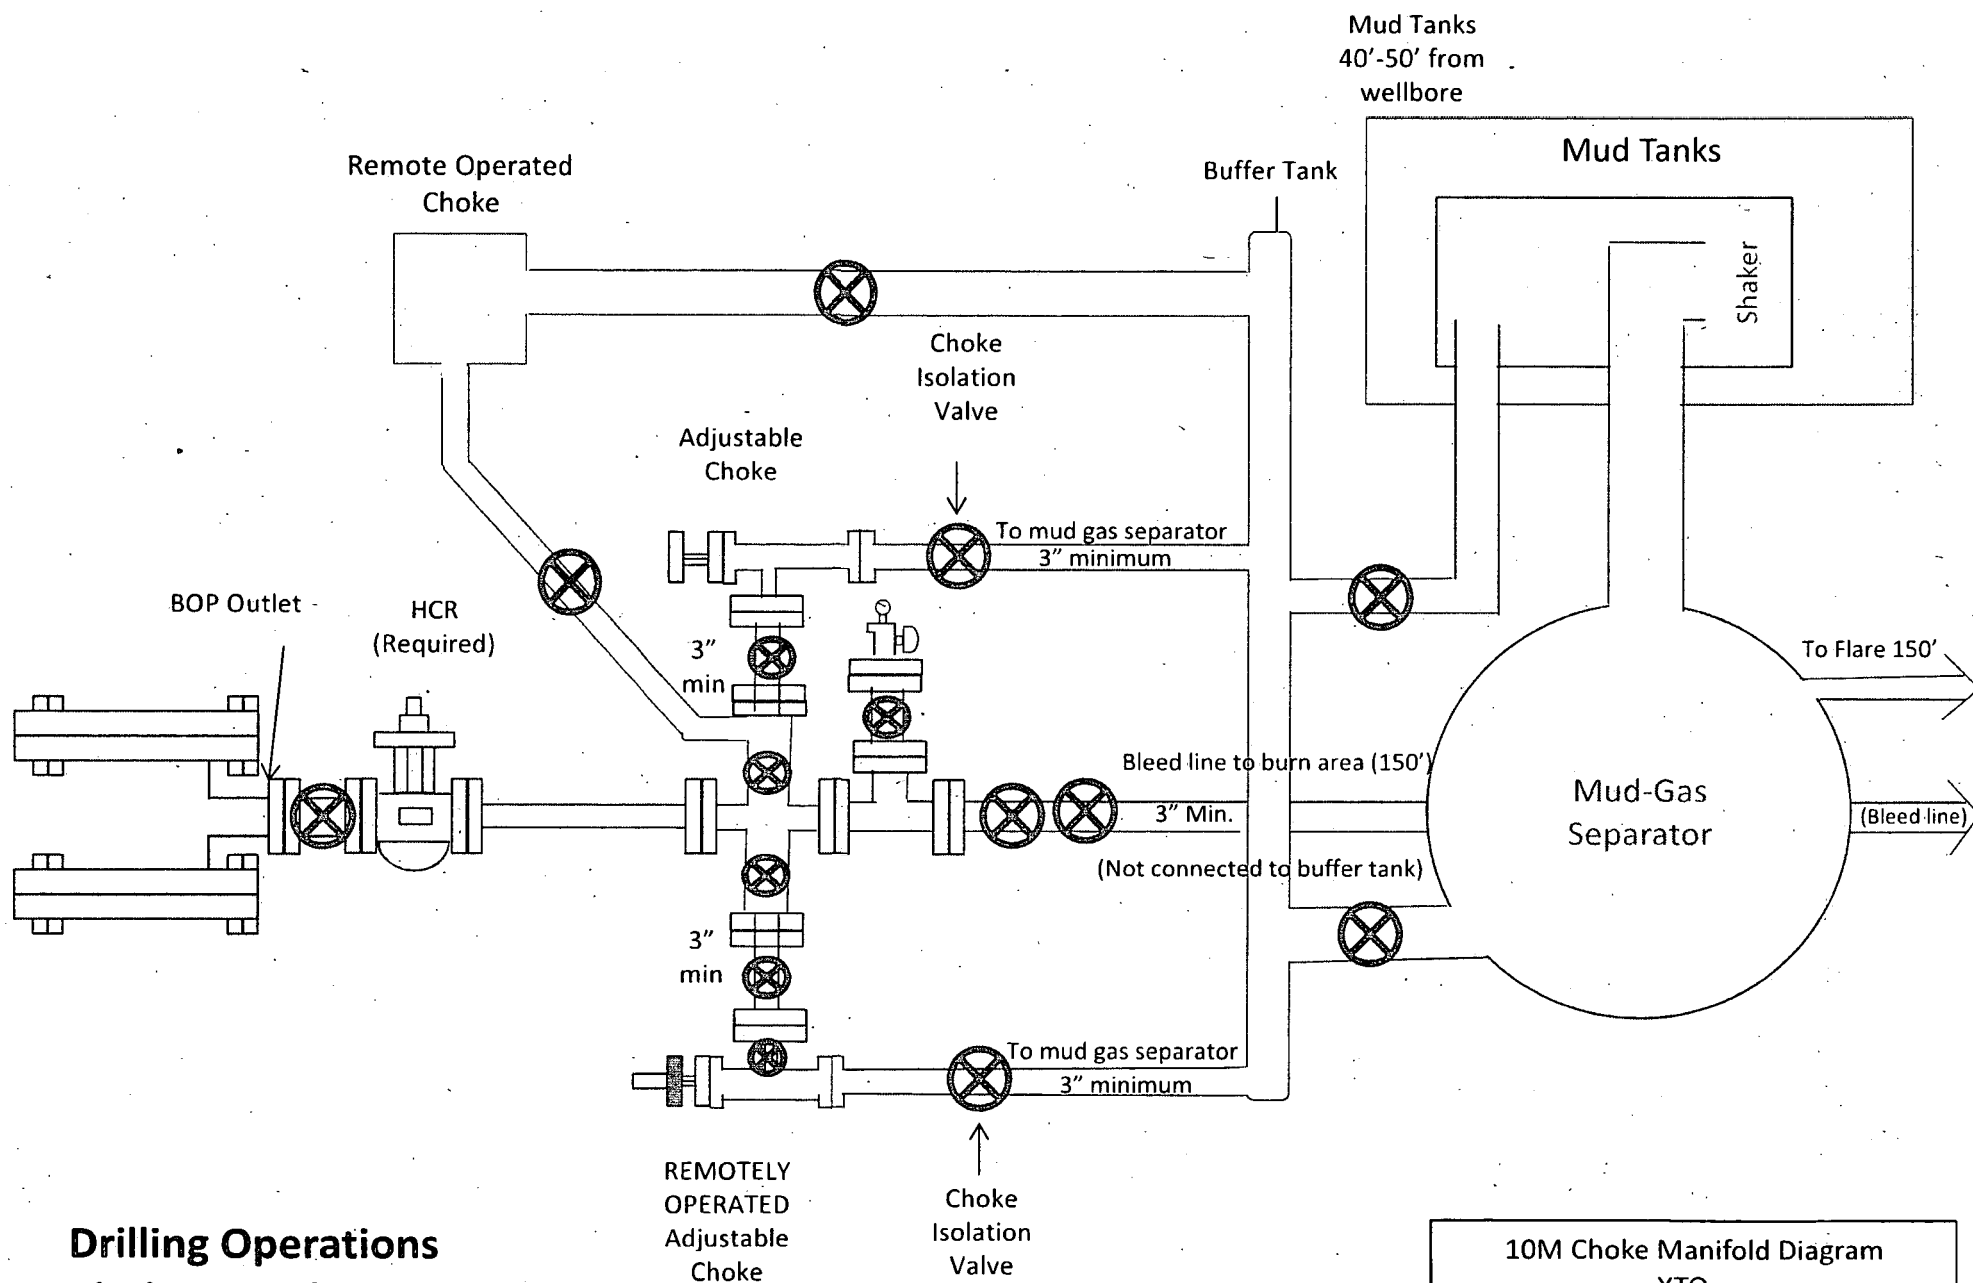 Mud Tanks
40'-50' from
wellbore
Mud Tanks
Remote Operated
Choke
Buffer Tank
Shaker
Choke
Isolation
Valve
Adjustable
Choke
To mud gas separator
3" minimum
BOP Outlet
HCR
(Required)
3"
min
To Flare 150'
Bleed line to burn area (150')
3" Min.
Mud-Gas
Separator
(Bleed line)
(Not connected to buffer tank)
3"
min
To mud gas separator
3" minimum
REMOTELY
OPERATED
Adjustable
Choke
Choke
Isolation
Valve
Drilling Operations
10M Choke Manifold Diagram
XTO